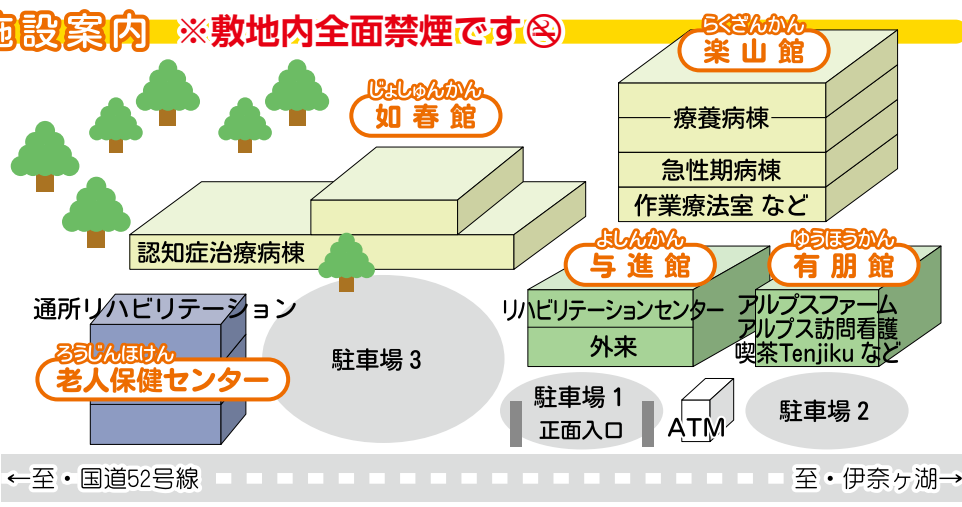 施設案内 ※敷地内全面禁煙です
らくざんかん
楽山館
療養病棟
急性期病棟
作業療法室 など
じょしゅんかん
如春館
認知症治療病棟
よしんかん
与進館
リハビリテーションセンター
外来
ゆうほうかん
有朋館
アルプスファーム
アルプス訪問看護
喫茶Tenjiku など
通所リハビリテーション
ろうじんほけん
老人保健センター
駐車場 3
駐車場 1
正面入口
ATM
駐車場 2
←至・国道52号線
至・伊奈ヶ湖→